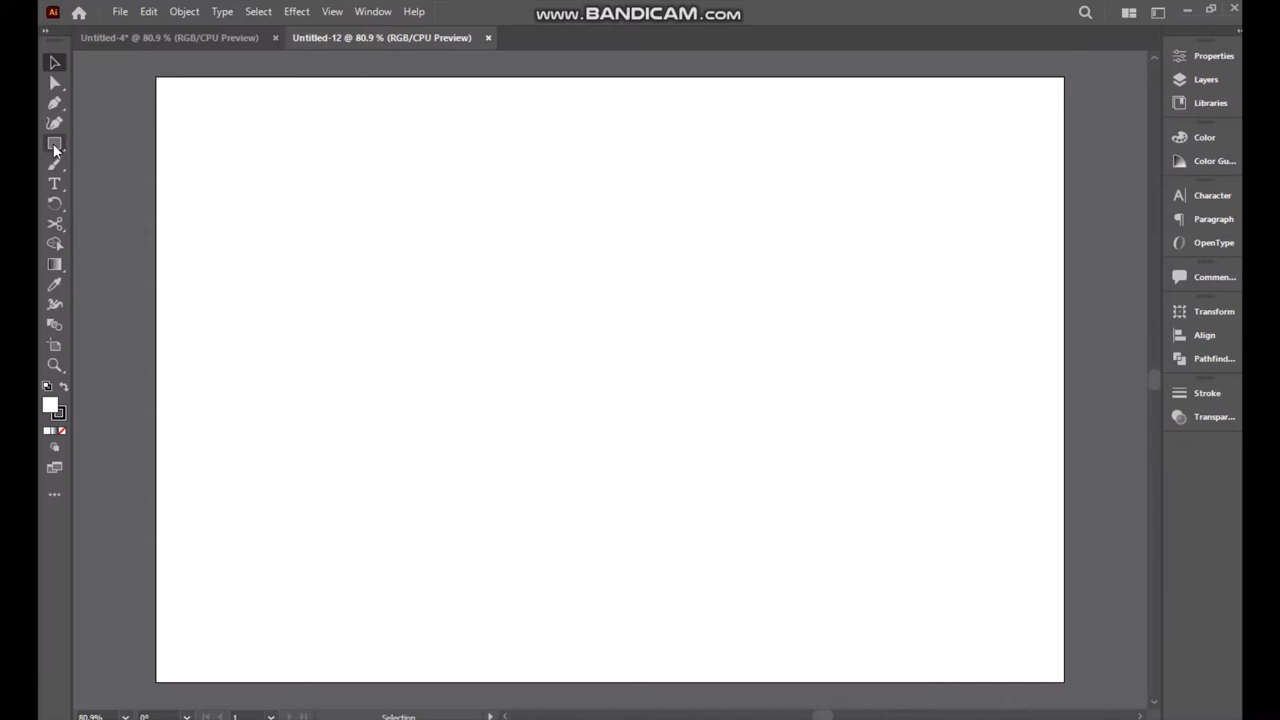 Ai File Edit Object Type Select Effect View Window Help
www.BANDICAM.com
Untitled-4* @ 80.9 % (RGB/CPU Preview) × Untitled-12 @ 80.9 % (RGB/CPU Preview) ×
Properties
Layers
Libraries
Color
Color Gu...
Character
Paragraph
OpenType
Commen...
Transform
Align
Pathfind...
Stroke
Transpar...
80.9% 0° 1 Selection